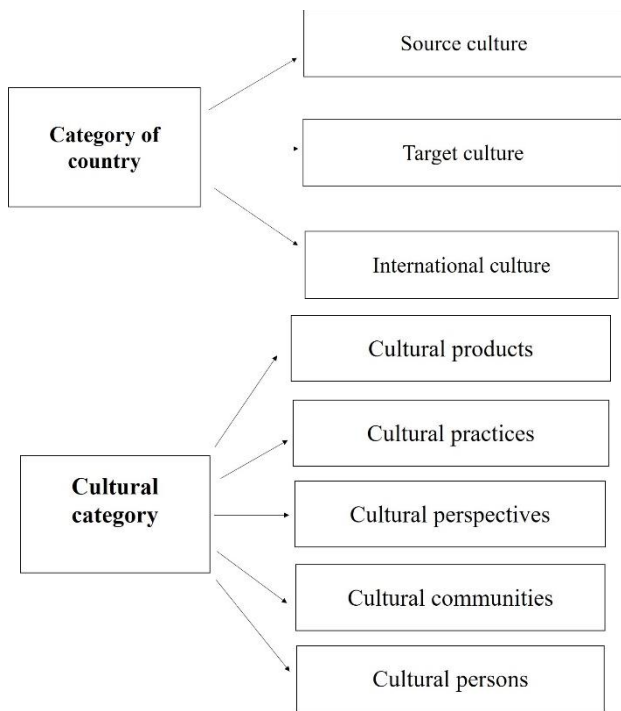 Source culture
Category of
country
Target culture
International culture
Cultural products
Cultural practices
Cultural
category
Cultural perspectives
Cultural communities
Cultural persons